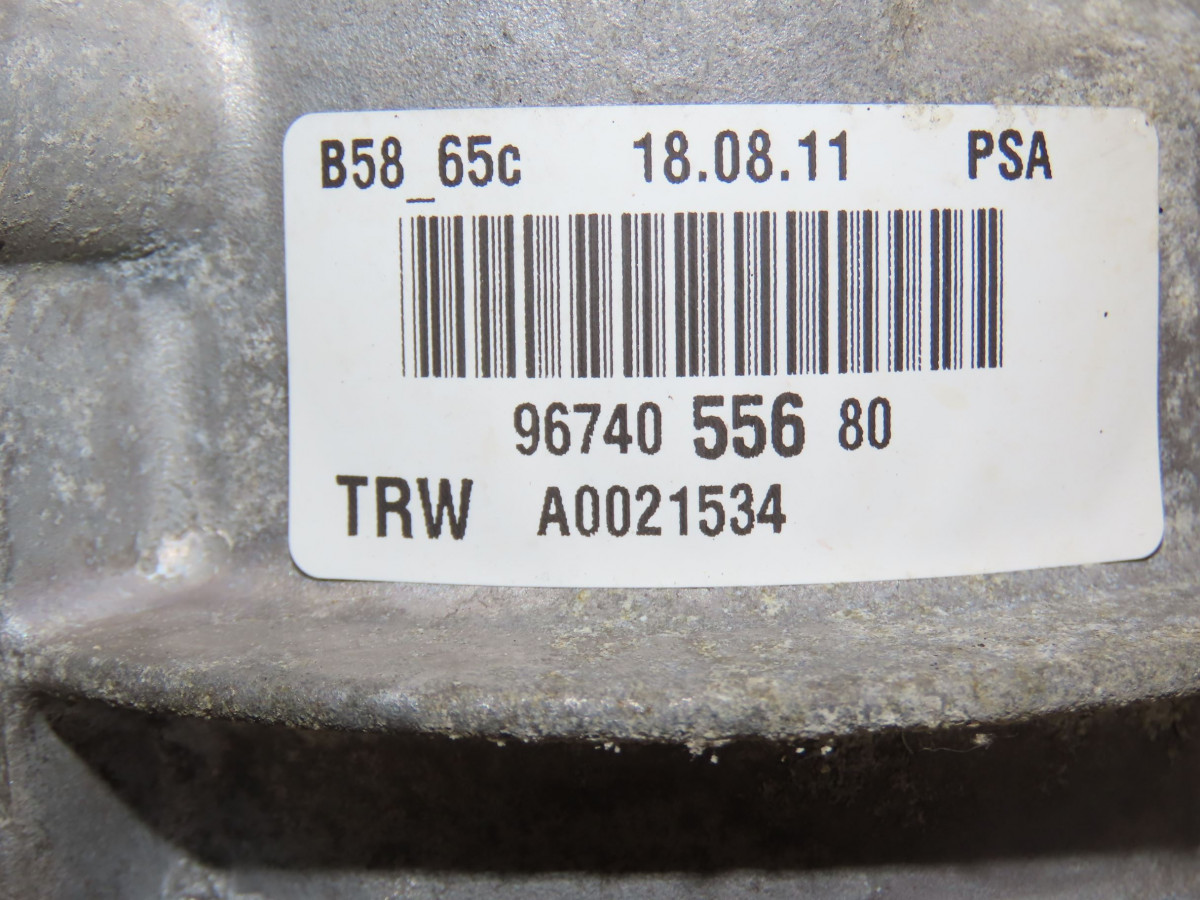 B58_65c 18.08.11 PSA
96740 556 80
TRW A0021534